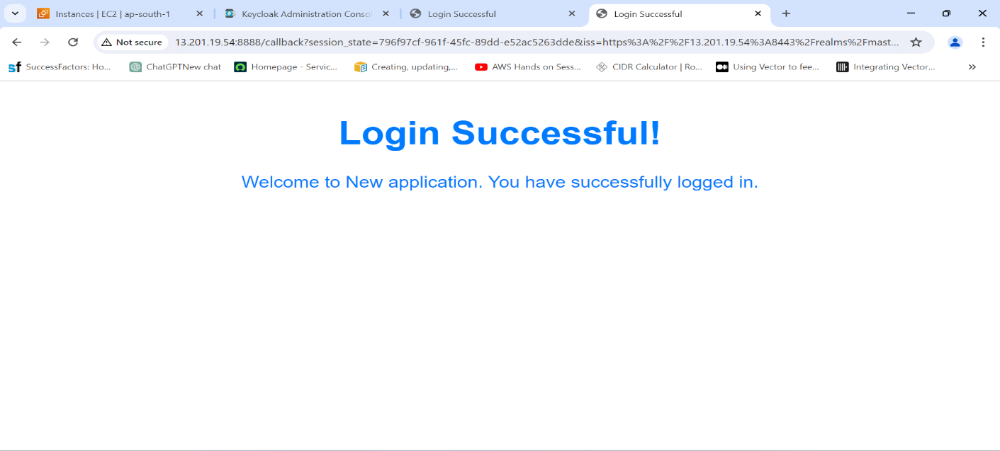 Instances | EC2 | ap-south-1
Keycloak Administration Consol
Login Successful
Login Successful
Not secure
13.201.19.54:8888/callback?session_state=796f97cf-961f-45fc-89dd-e52ac5263dde&iss=https%3A%2F%2F13.201.19.54%3A8443%2Frealms%2Fmast...
sf SuccessFactors: Ho...
ChatGPTNew chat
Homepage - Servic...
Creating, updating,...
AWS Hands on Sess...
CIDR Calculator | Ro...
Using Vector to fee...
Integrating Vector...
Login Successful!
Welcome to New application. You have successfully logged in.